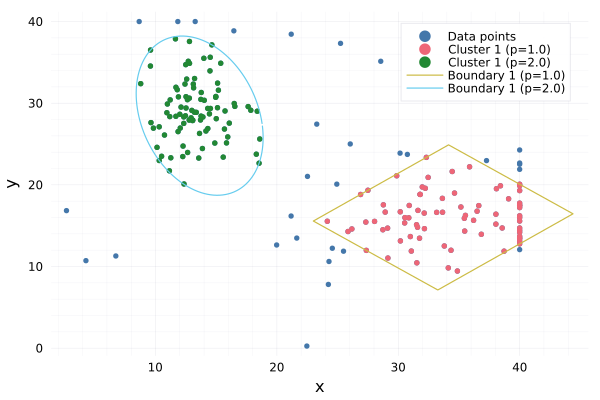 40
30
20
10
0
y
10
20
30
40
x
Data points
Cluster 1 (p=1.0)
Cluster 1 (p=2.0)
Boundary 1 (p=1.0)
Boundary 1 (p=2.0)